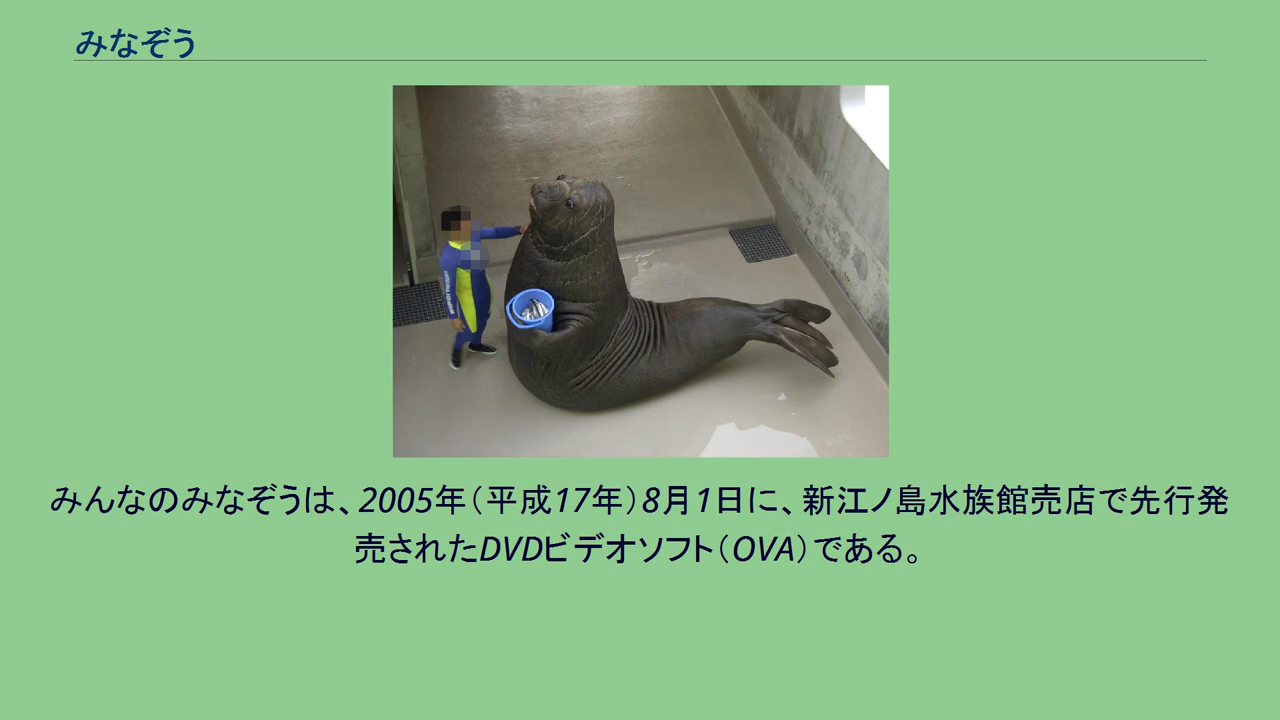 みなぞう
みんなのみなぞうは、2005年（平成17年）8月1日に、新江ノ島水族館売店で先行発
売されたDVDビデオソフト（OVA）である。